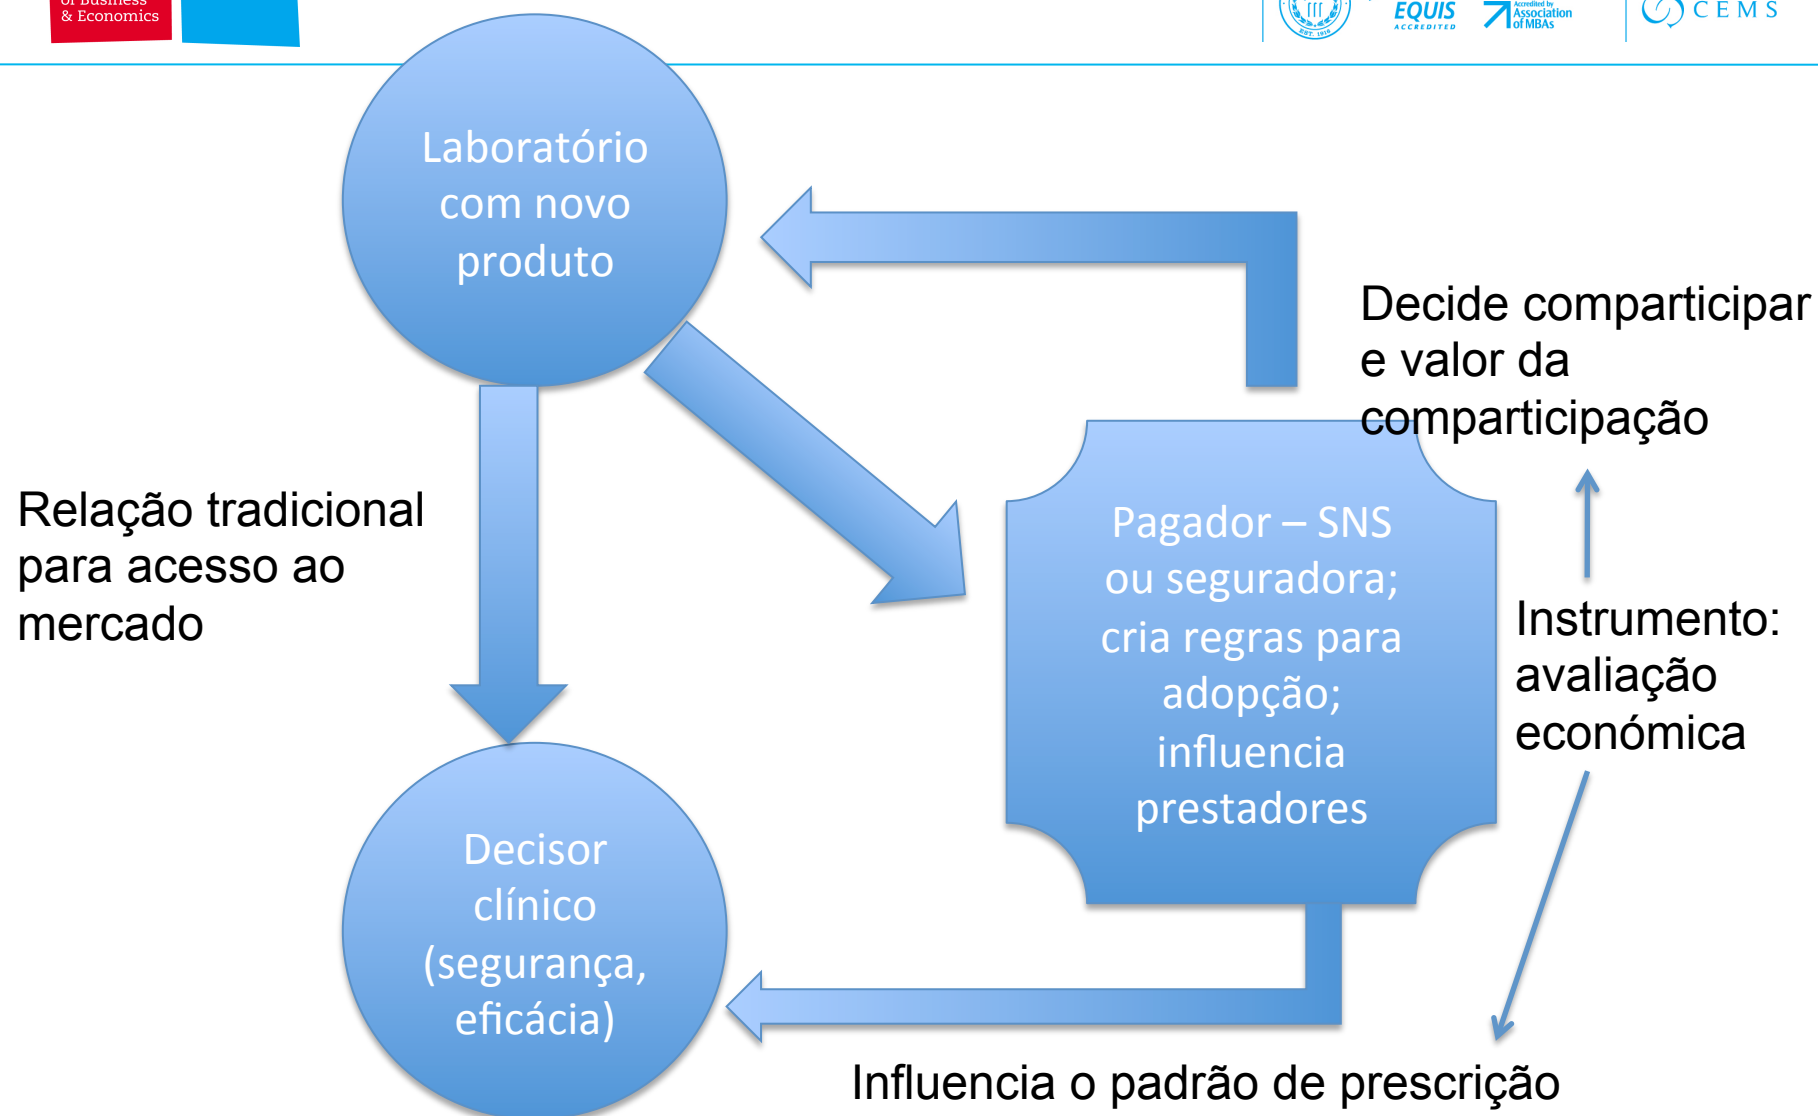 of Business
& Economics
EST. 1916
EQUIS
ACCREDITED
Accredited by
Association
of MBAs
CEMS
Laboratório
com novo
produto
Decide comparticipar
e valor da
comparticipação
Relação tradicional
para acesso ao
mercado
Pagador – SNS
ou seguradora;
cria regras para
adopção;
influencia
prestadores
Instrumento:
avaliação
económica
Decisor
clínico
(segurança,
eficácia)
Influencia o padrão de prescrição